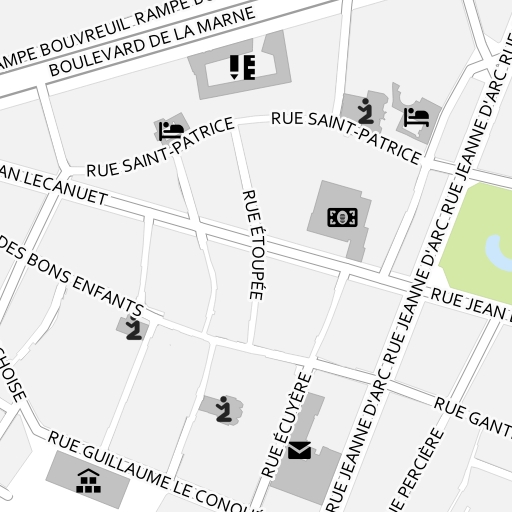 RAMPE BOUVREUIL
RAMPE BOU
BOULEVARD DE LA MARNE
RUE JEANNE D'ARC
RUE
RUE SAINT-PATRICE
RUE SAINT-PATRICE
AN LECANUET
RUE JEANNE D'ARC
RUE ÉTOUPÉE
DES BONS ENFANTS
RUE JEAN
RUE JEANNE D'ARC
CHOISE
RUE ÉCUYÈRE
RUE GANT
RUE GUILLAUME LE CONQU
RUE JEANNE D'ARC
E PERCIÈRE